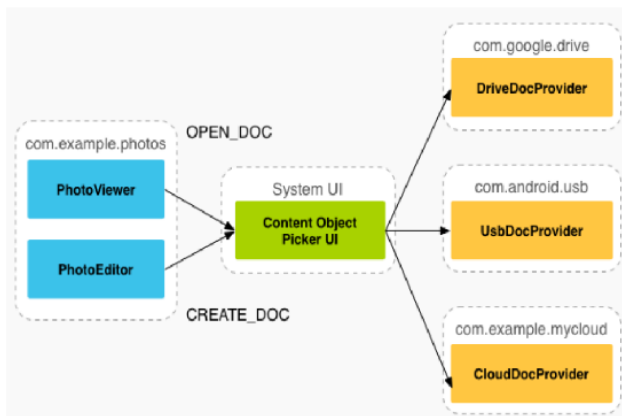 com.google.drive
DriveDocProvider
OPEN_DOC
com.example.photos
PhotoViewer
PhotoEditor
CREATE_DOC
System UI
Content Object
Picker UI
com.android.usb
UsbDocProvider
com.example.mycloud
CloudDocProvider